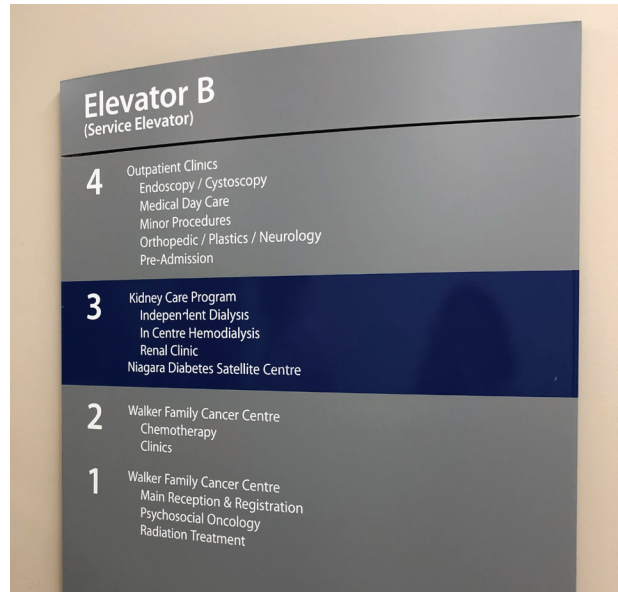 Elevator B
(Service Elevator)
4
Outpatient Clinics
Endoscopy / Cystoscopy
Medical Day Care
Minor Procedures
Orthopedic / Plastics / Neurology
Pre-Admission
3
Kidney Care Program
Independent Dialysis
In Centre Hemodialysis
Renal Clinic
Niagara Diabetes Satellite Centre
2
Walker Family Cancer Centre
Chemotherapy
Clinics
1
Walker Family Cancer Centre
Main Reception & Registration
Psychosocial Oncology
Radiation Treatment